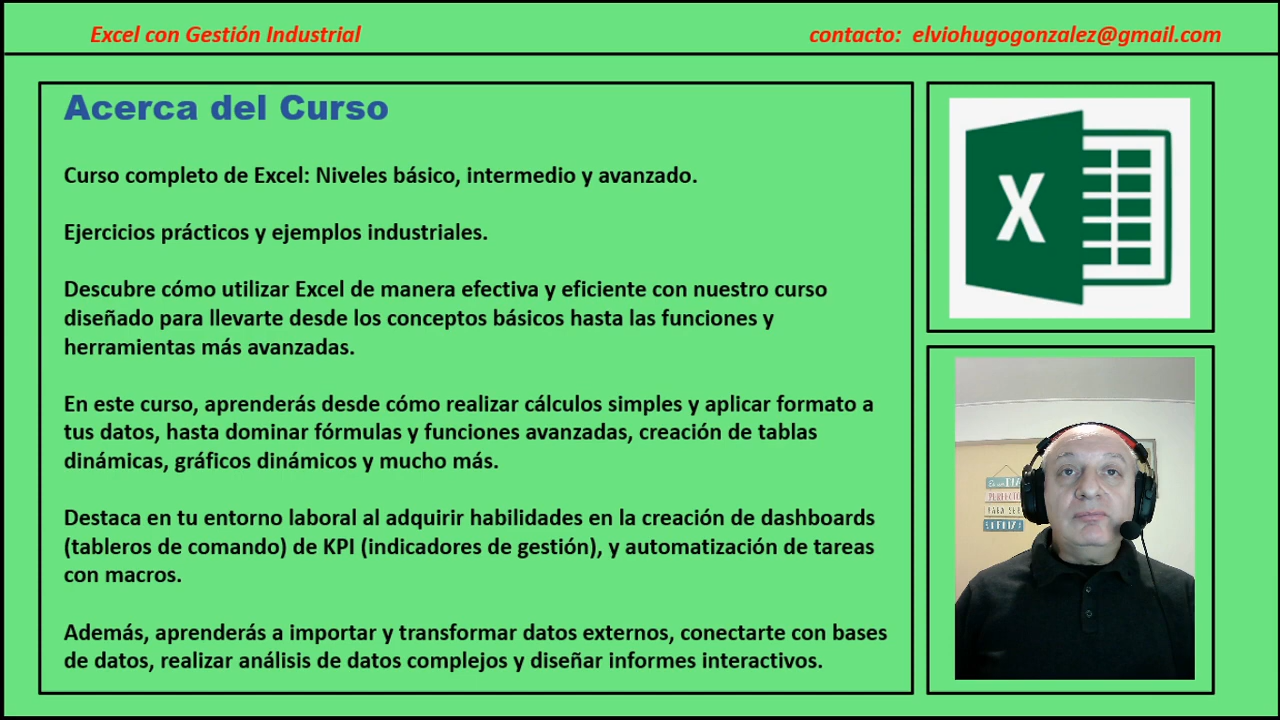 Excel con Gestión Industrial
contacto: elviohugogonzalez@gmail.com
Acerca del Curso
Curso completo de Excel: Niveles básico, intermedio y avanzado.
Ejercicios prácticos y ejemplos industriales.
Descubre cómo utilizar Excel de manera efectiva y eficiente con nuestro curso
diseñado para llevarte desde los conceptos básicos hasta las funciones y
herramientas más avanzadas.
En este curso, aprenderás desde cómo realizar cálculos simples y aplicar formato a
tus datos, hasta dominar fórmulas y funciones avanzadas, creación de tablas
dinámicas, gráficos dinámicos y mucho más.
Destaca en tu entorno laboral al adquirir habilidades en la creación de dashboards
(tableros de comando) de KPI (indicadores de gestión), y automatización de tareas
con macros.
Además, aprenderás a importar y transformar datos externos, conectarte con bases
de datos, realizar análisis de datos complejos y diseñar informes interactivos.
X
PARA SER